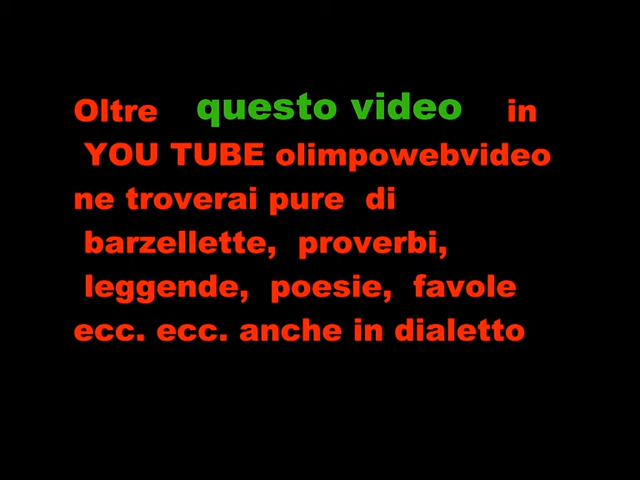 Oltre questo video in
YOU TUBE olimpowebvideo
ne troverai pure di
barzellette, proverbi,
leggende, poesie, favole
ecc. ecc. anche in dialetto